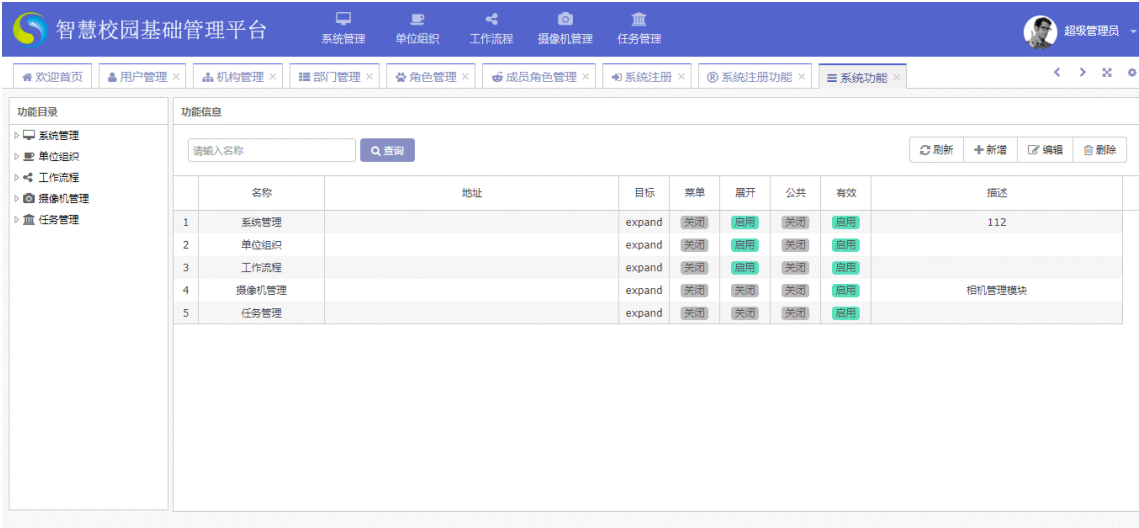 智慧校园基础管理平台
系统管理 单位组织 工作流程 摄像机管理 任务管理
超级管理员
欢迎首页 用户管理 × 机构管理 × 部门管理 × 角色管理 × 成员角色管理 × 系统注册 × ® 系统注册功能 × 系统功能 ×
功能目录
系统管理
单位组织
工作流程
摄像机管理
任务管理
功能信息
请输入名称 查询 刷新 新增 编辑 删除
名称 地址 目标 菜单 展开 公共 有效 描述
1 系统管理 expand 关闭 启用 关闭 启用 112
2 单位组织 expand 关闭 启用 关闭 启用
3 工作流程 expand 关闭 启用 关闭 启用
4 摄像机管理 expand 关闭 关闭 关闭 启用 相机管理模块
5 任务管理 expand 关闭 关闭 关闭 启用